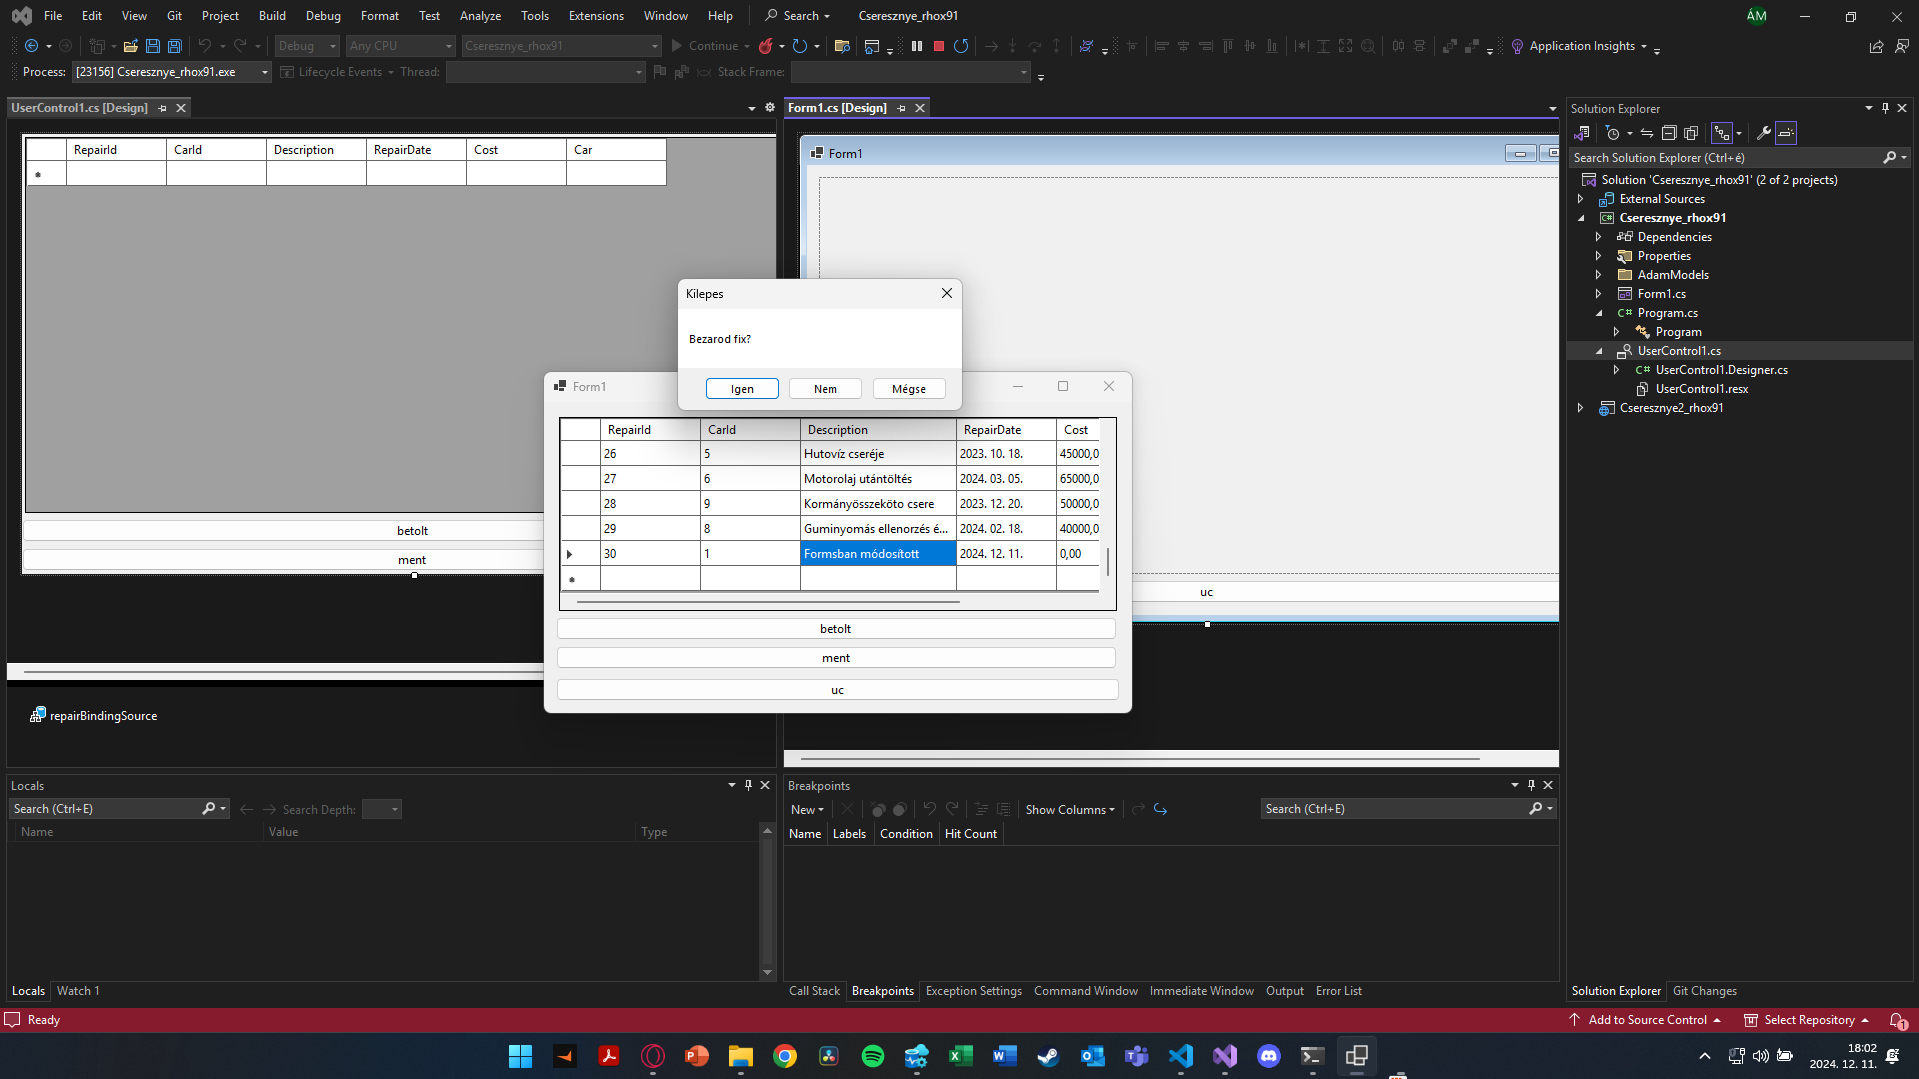 File Edit View Git Project Build Debug Format Test Analyze Tools Extensions Window Help Search Cseresznye_rhox91 ÁM
Debug Any CPU Cseresznye_rhox91 Continue Application Insights
Process: [23156] Cseresznye_rhox91.exe Lifecycle Events Thread: Stack Frame:
UserControl1.cs [Design]
RepairId CarId Description RepairDate Cost Car
betolt
ment
repairBindingSource
Form1.cs [Design]
Form1
uc
Kilepes
Bezarod fix?
Igen Nem Mégse
Form1
RepairId CarId Description RepairDate Cost
26 5 Hutovíz cseréje 2023. 10. 18. 45000,0
27 6 Motorolaj utántöltés 2024. 03. 05. 65000,0
28 9 Kormányösszeköto csere 2023. 12. 20. 50000,0
29 8 Guminyomás ellenorzés é... 2024. 02. 18. 40000,0
30 1 Formsban módosított 2024. 12. 11. 0,00
betolt
ment
uc
Solution Explorer
Search Solution Explorer (Ctrl+é)
Solution 'Cseresznye_rhox91' (2 of 2 projects)
External Sources
Cseresznye_rhox91
Dependencies
Properties
AdamModels
Form1.cs
Program.cs
Program
UserControl1.cs
UserControl1.Designer.cs
UserControl1.resx
Cseresznye2_rhox91
Locals
Search (Ctrl+E) Search Depth:
Name Value Type
Locals Watch 1
Breakpoints
New Show Columns Search (Ctrl+E)
Name Labels Condition Hit Count
Call Stack Breakpoints Exception Settings Command Window Immediate Window Output Error List
Solution Explorer Git Changes
Ready Add to Source Control Select Repository 1
18:02
2024. 12. 11.